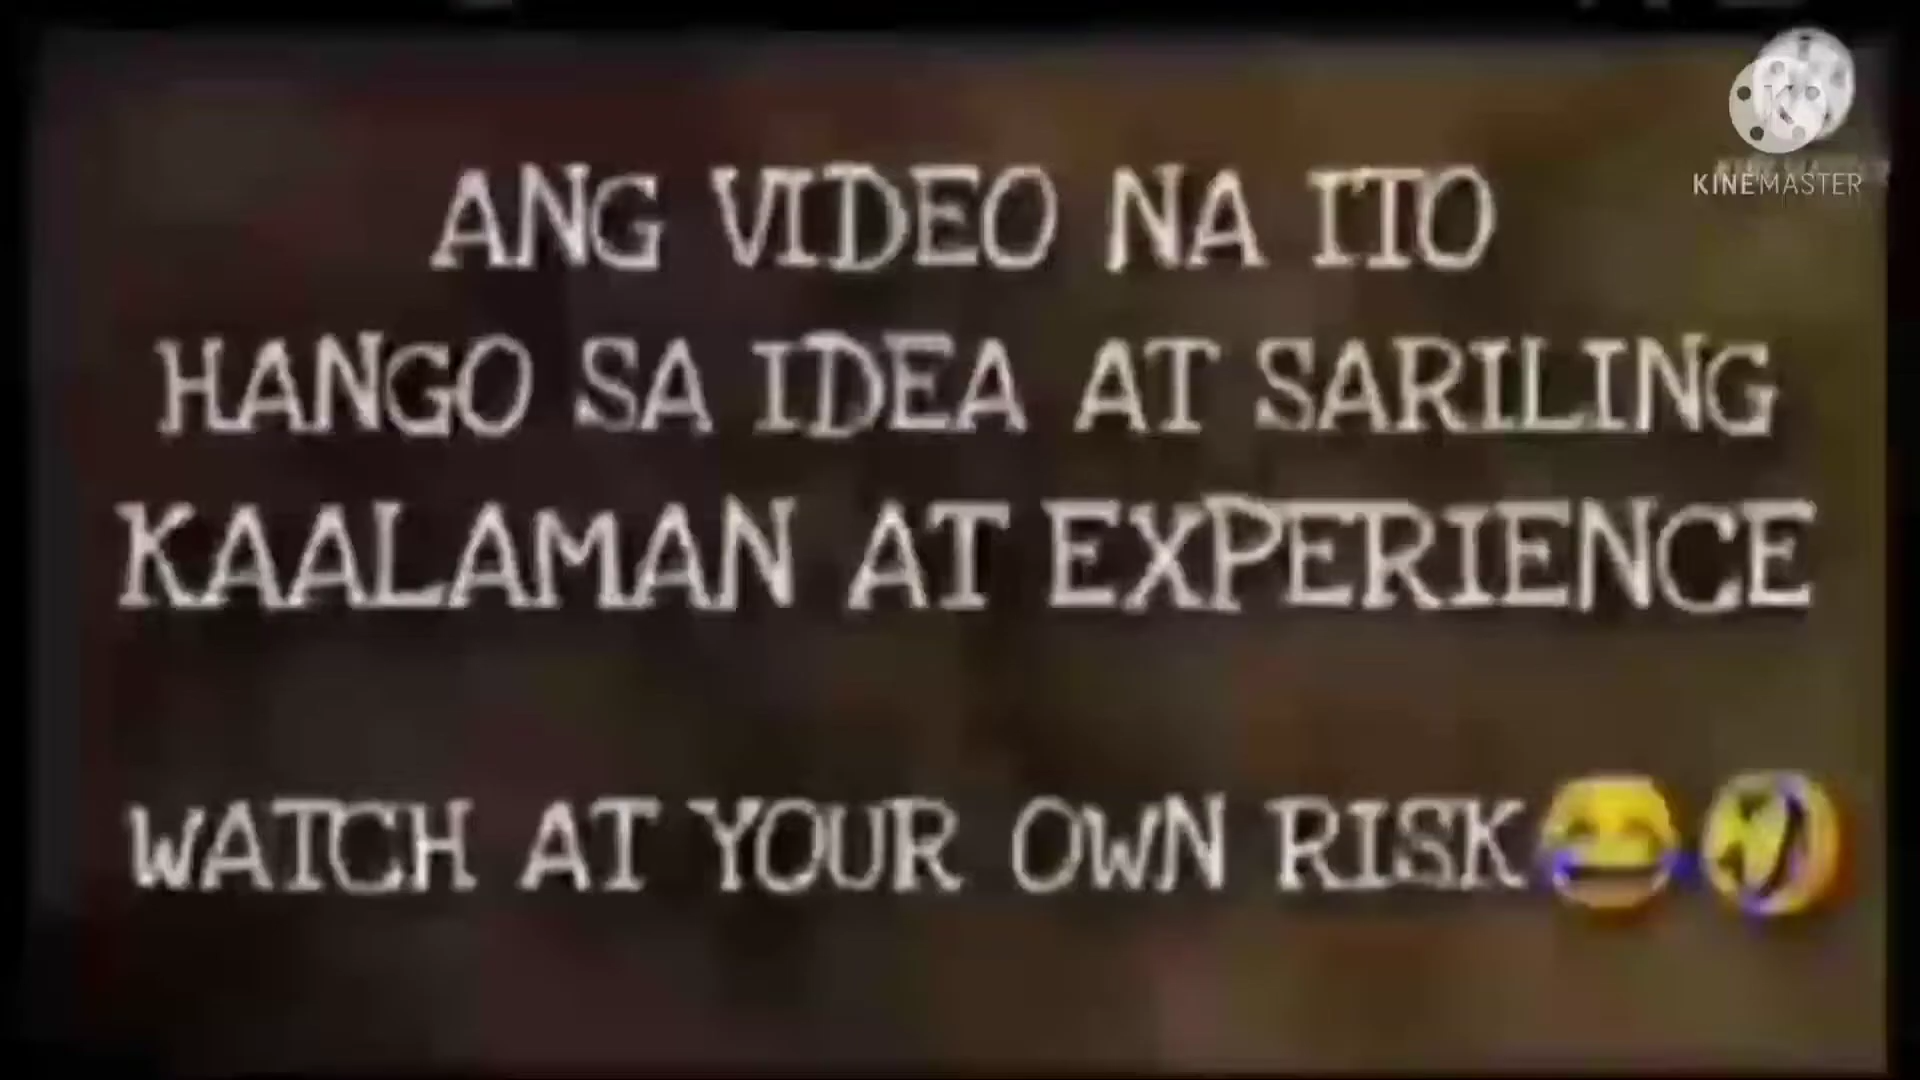 KINEMASTER
ANG VIDEO NA ITO
HANGO SA IDEA AT SARILING
KAALAMAN AT EXPERIENCE
WATCH AT YOUR OWN RISK😂🤣